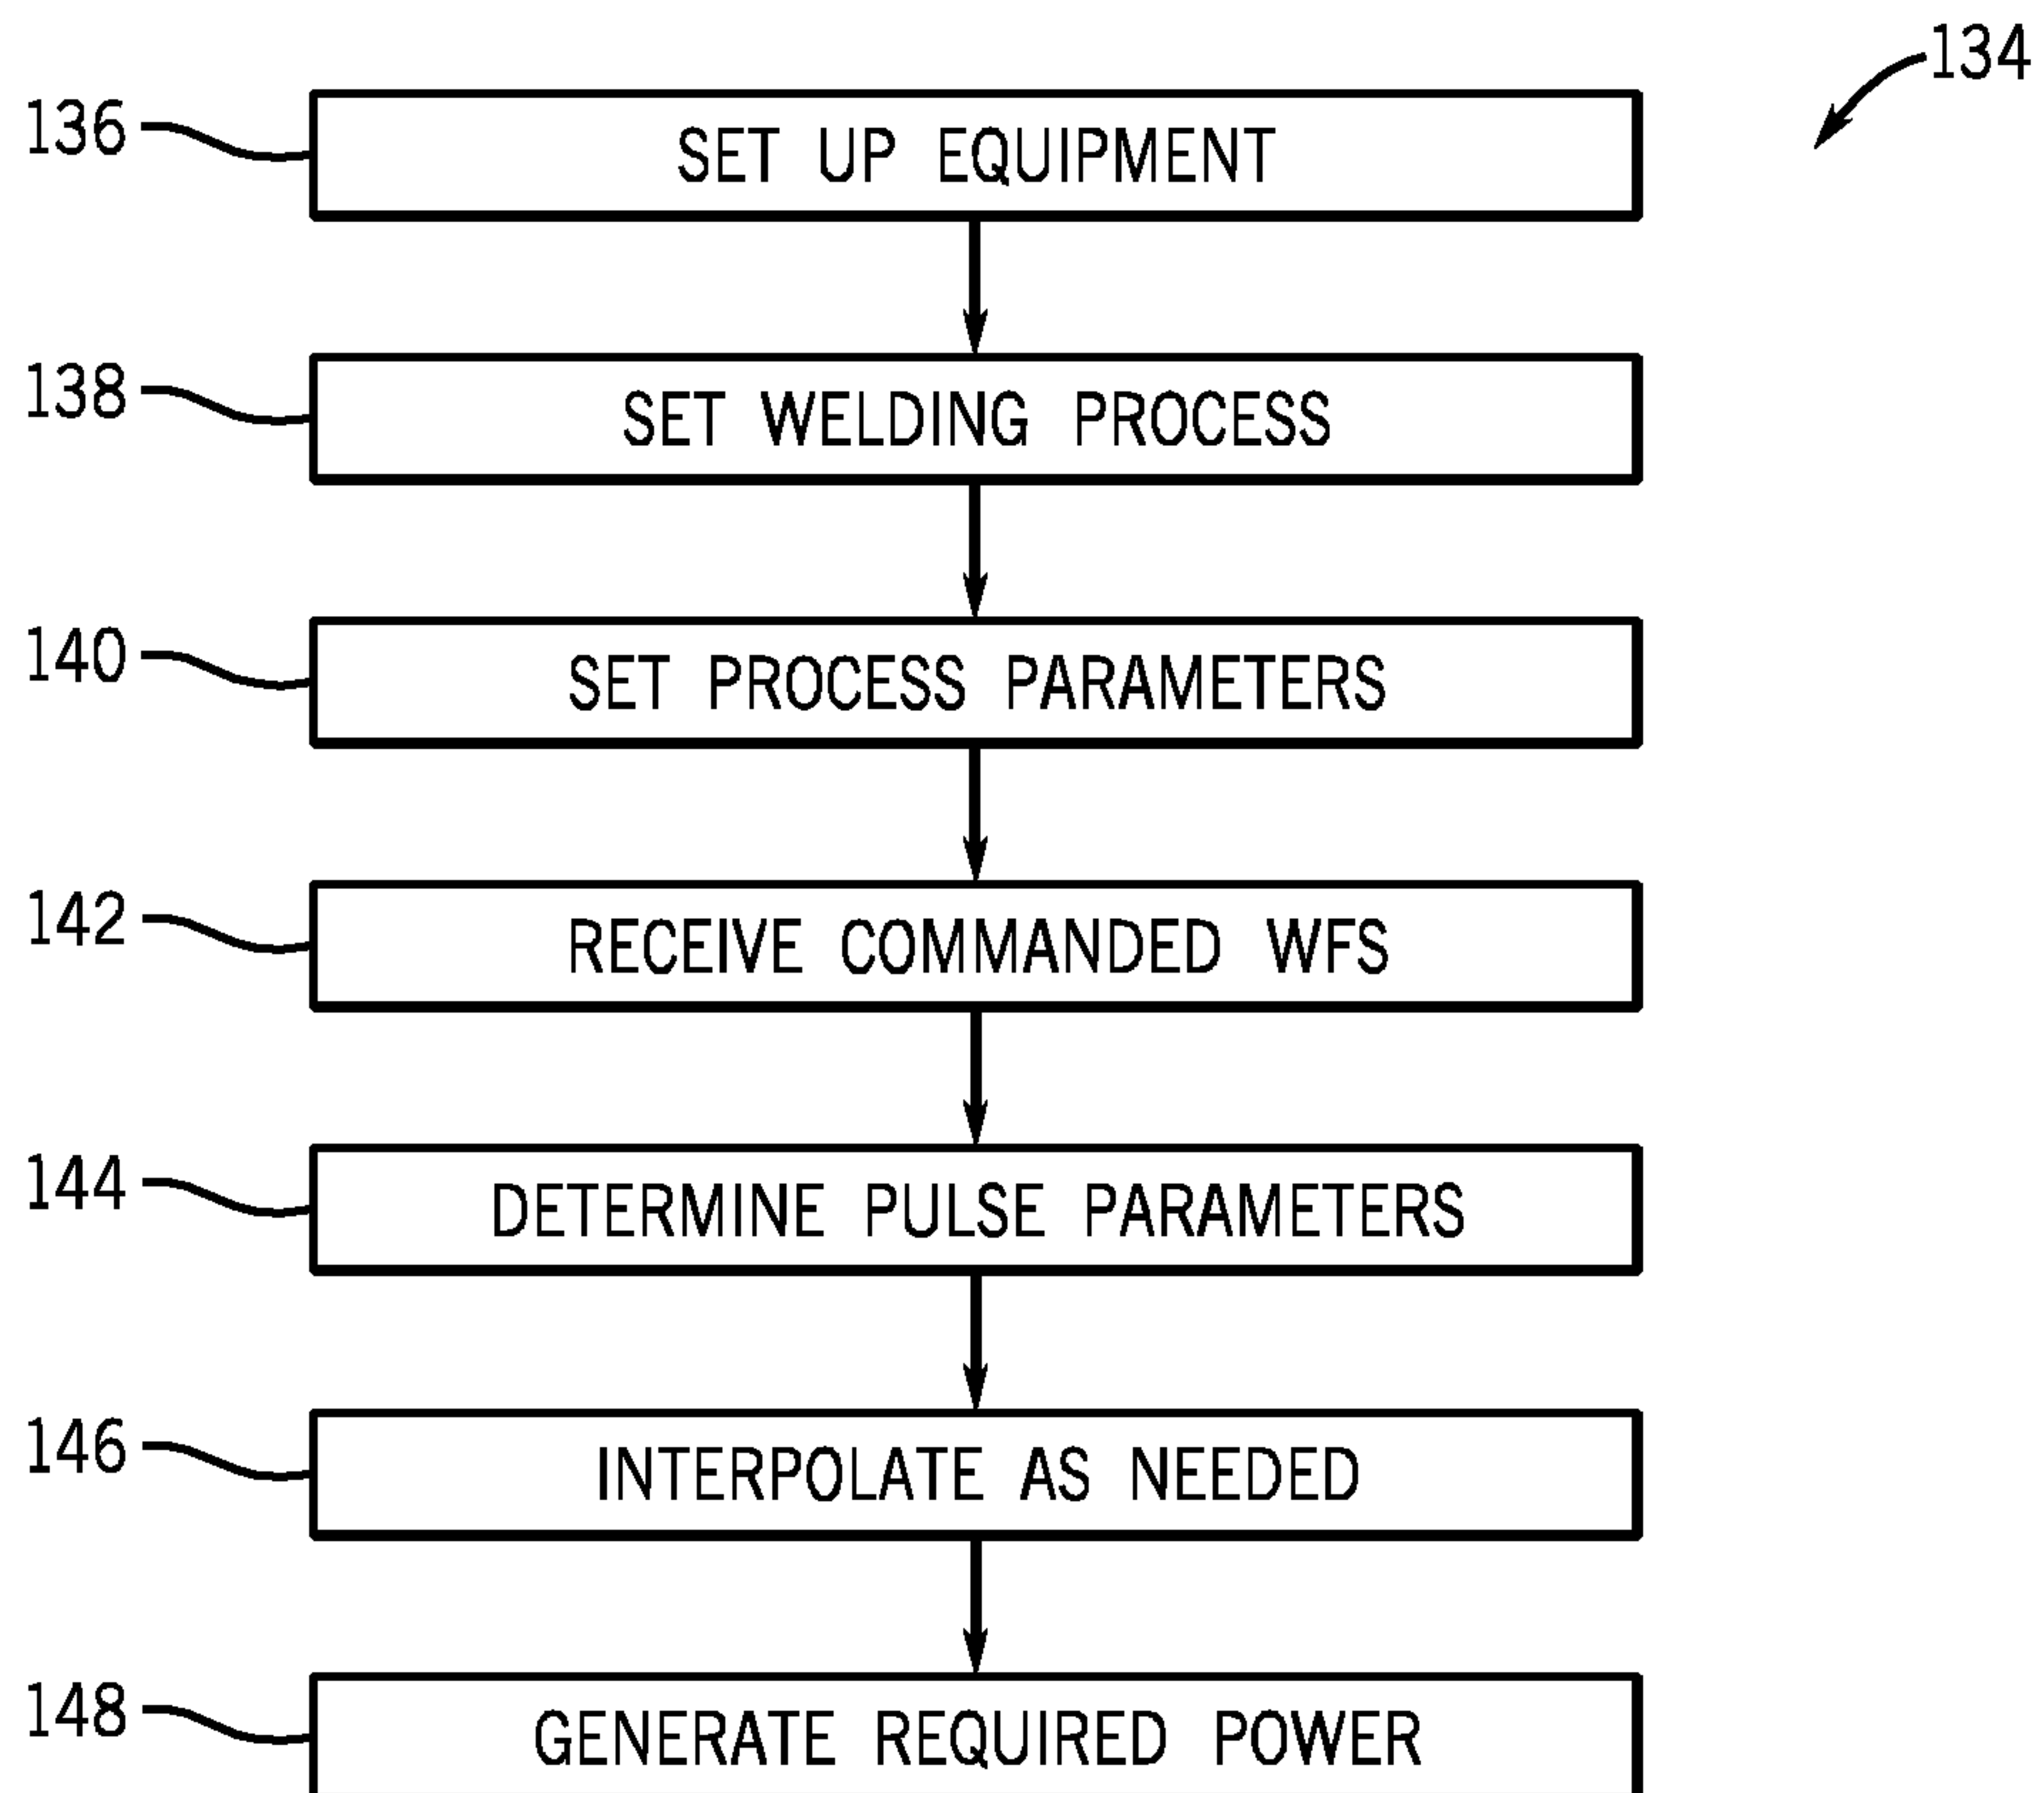 134
136 SET UP EQUIPMENT
138 SET WELDING PROCESS
140 SET PROCESS PARAMETERS
142 RECEIVE COMMANDED WFS
144 DETERMINE PULSE PARAMETERS
146 INTERPOLATE AS NEEDED
148 GENERATE REQUIRED POWER